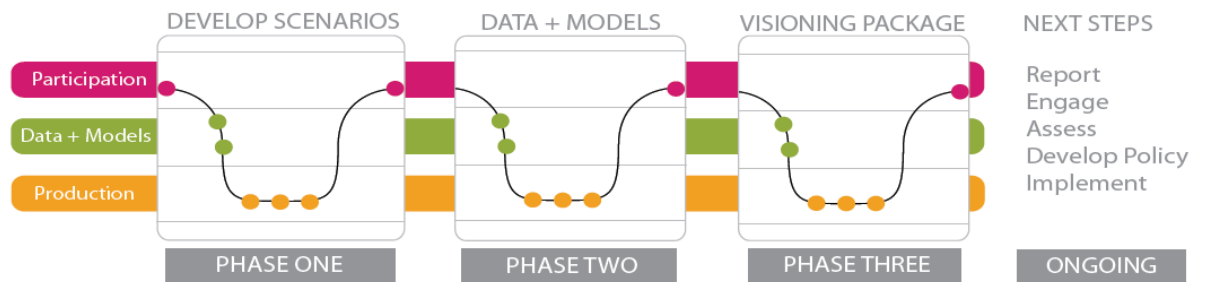 DEVELOP SCENARIOS
DATA + MODELS
VISIONING PACKAGE
NEXT STEPS
Participation
Data + Models
Production
Report
Engage
Assess
Develop Policy
Implement
PHASE ONE
PHASE TWO
PHASE THREE
ONGOING